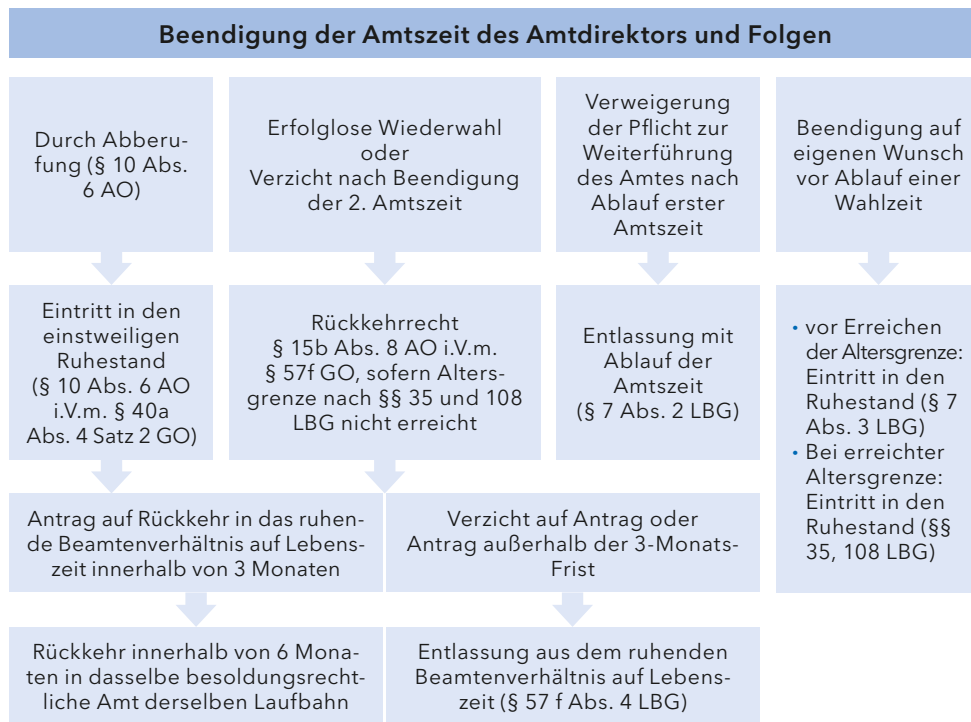 Beendigung der Amtszeit des Amtdirektors und Folgen
Durch Abberu-
fung (§ 10 Abs.
6 AO)
Erfolglose Wiederwahl
oder
Verzicht nach Beendigung
der 2. Amtszeit
Verweigerung
der Pflicht zur
Weiterführung
des Amtes nach
Ablauf erster
Amtszeit
Beendigung auf
eigenen Wunsch
vor Ablauf einer
Wahlzeit
Eintritt in den
einstweiligen
Ruhestand
(§ 10 Abs. 6 AO
i.V.m. § 40a
Abs. 4 Satz 2 GO)
Rückkehrrecht
§ 15b Abs. 8 AO i.V.m.
§ 57f GO, sofern Alters-
grenze nach §§ 35 und 108
LBG nicht erreicht
Entlassung mit
Ablauf der
Amtszeit
(§ 7 Abs. 2 LBG)
• vor Erreichen
der Altersgrenze:
Eintritt in den
Ruhestand (§ 7
Abs. 3 LBG)
• Bei erreichter
Altersgrenze:
Eintritt in den
Ruhestand (§§
35, 108 LBG)
Antrag auf Rückkehr in das ruhen-
de Beamtenverhältnis auf Lebens-
zeit innerhalb von 3 Monaten
Verzicht auf Antrag oder
Antrag außerhalb der 3-Monats-
Frist
Rückkehr innerhalb von 6 Mona-
ten in dasselbe besoldungsrecht-
liche Amt derselben Laufbahn
Entlassung aus dem ruhenden
Beamtenverhältnis auf Lebens-
zeit (§ 57 f Abs. 4 LBG)